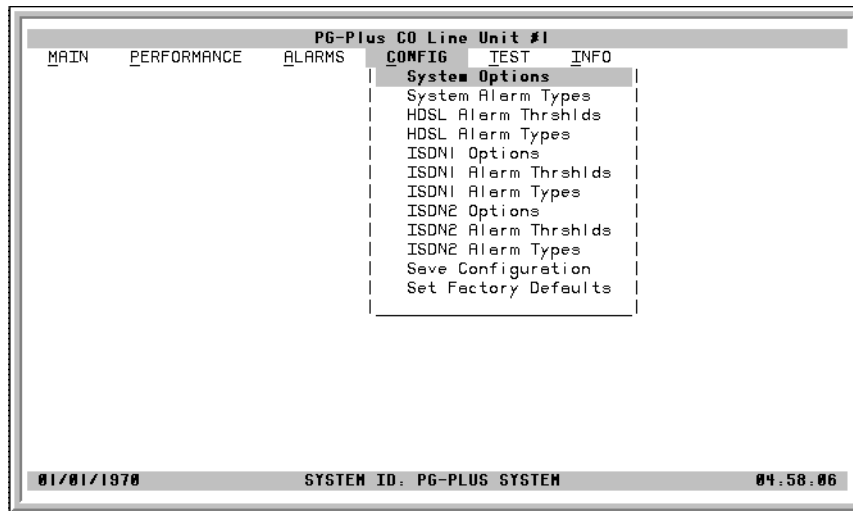 PG-Plus CO Line Unit #1
MAIN PERFORMANCE ALARMS CONFIG TEST INFO
System Options
System Alarm Types
HDSL Alarm Thrshlds
HDSL Alarm Types
ISDN1 Options
ISDN1 Alarm Thrshlds
ISDN1 Alarm Types
ISDN2 Options
ISDN2 Alarm Thrshlds
ISDN2 Alarm Types
Save Configuration
Set Factory Defaults
01/01/1970 SYSTEM ID: PG-PLUS SYSTEM 04:58:06